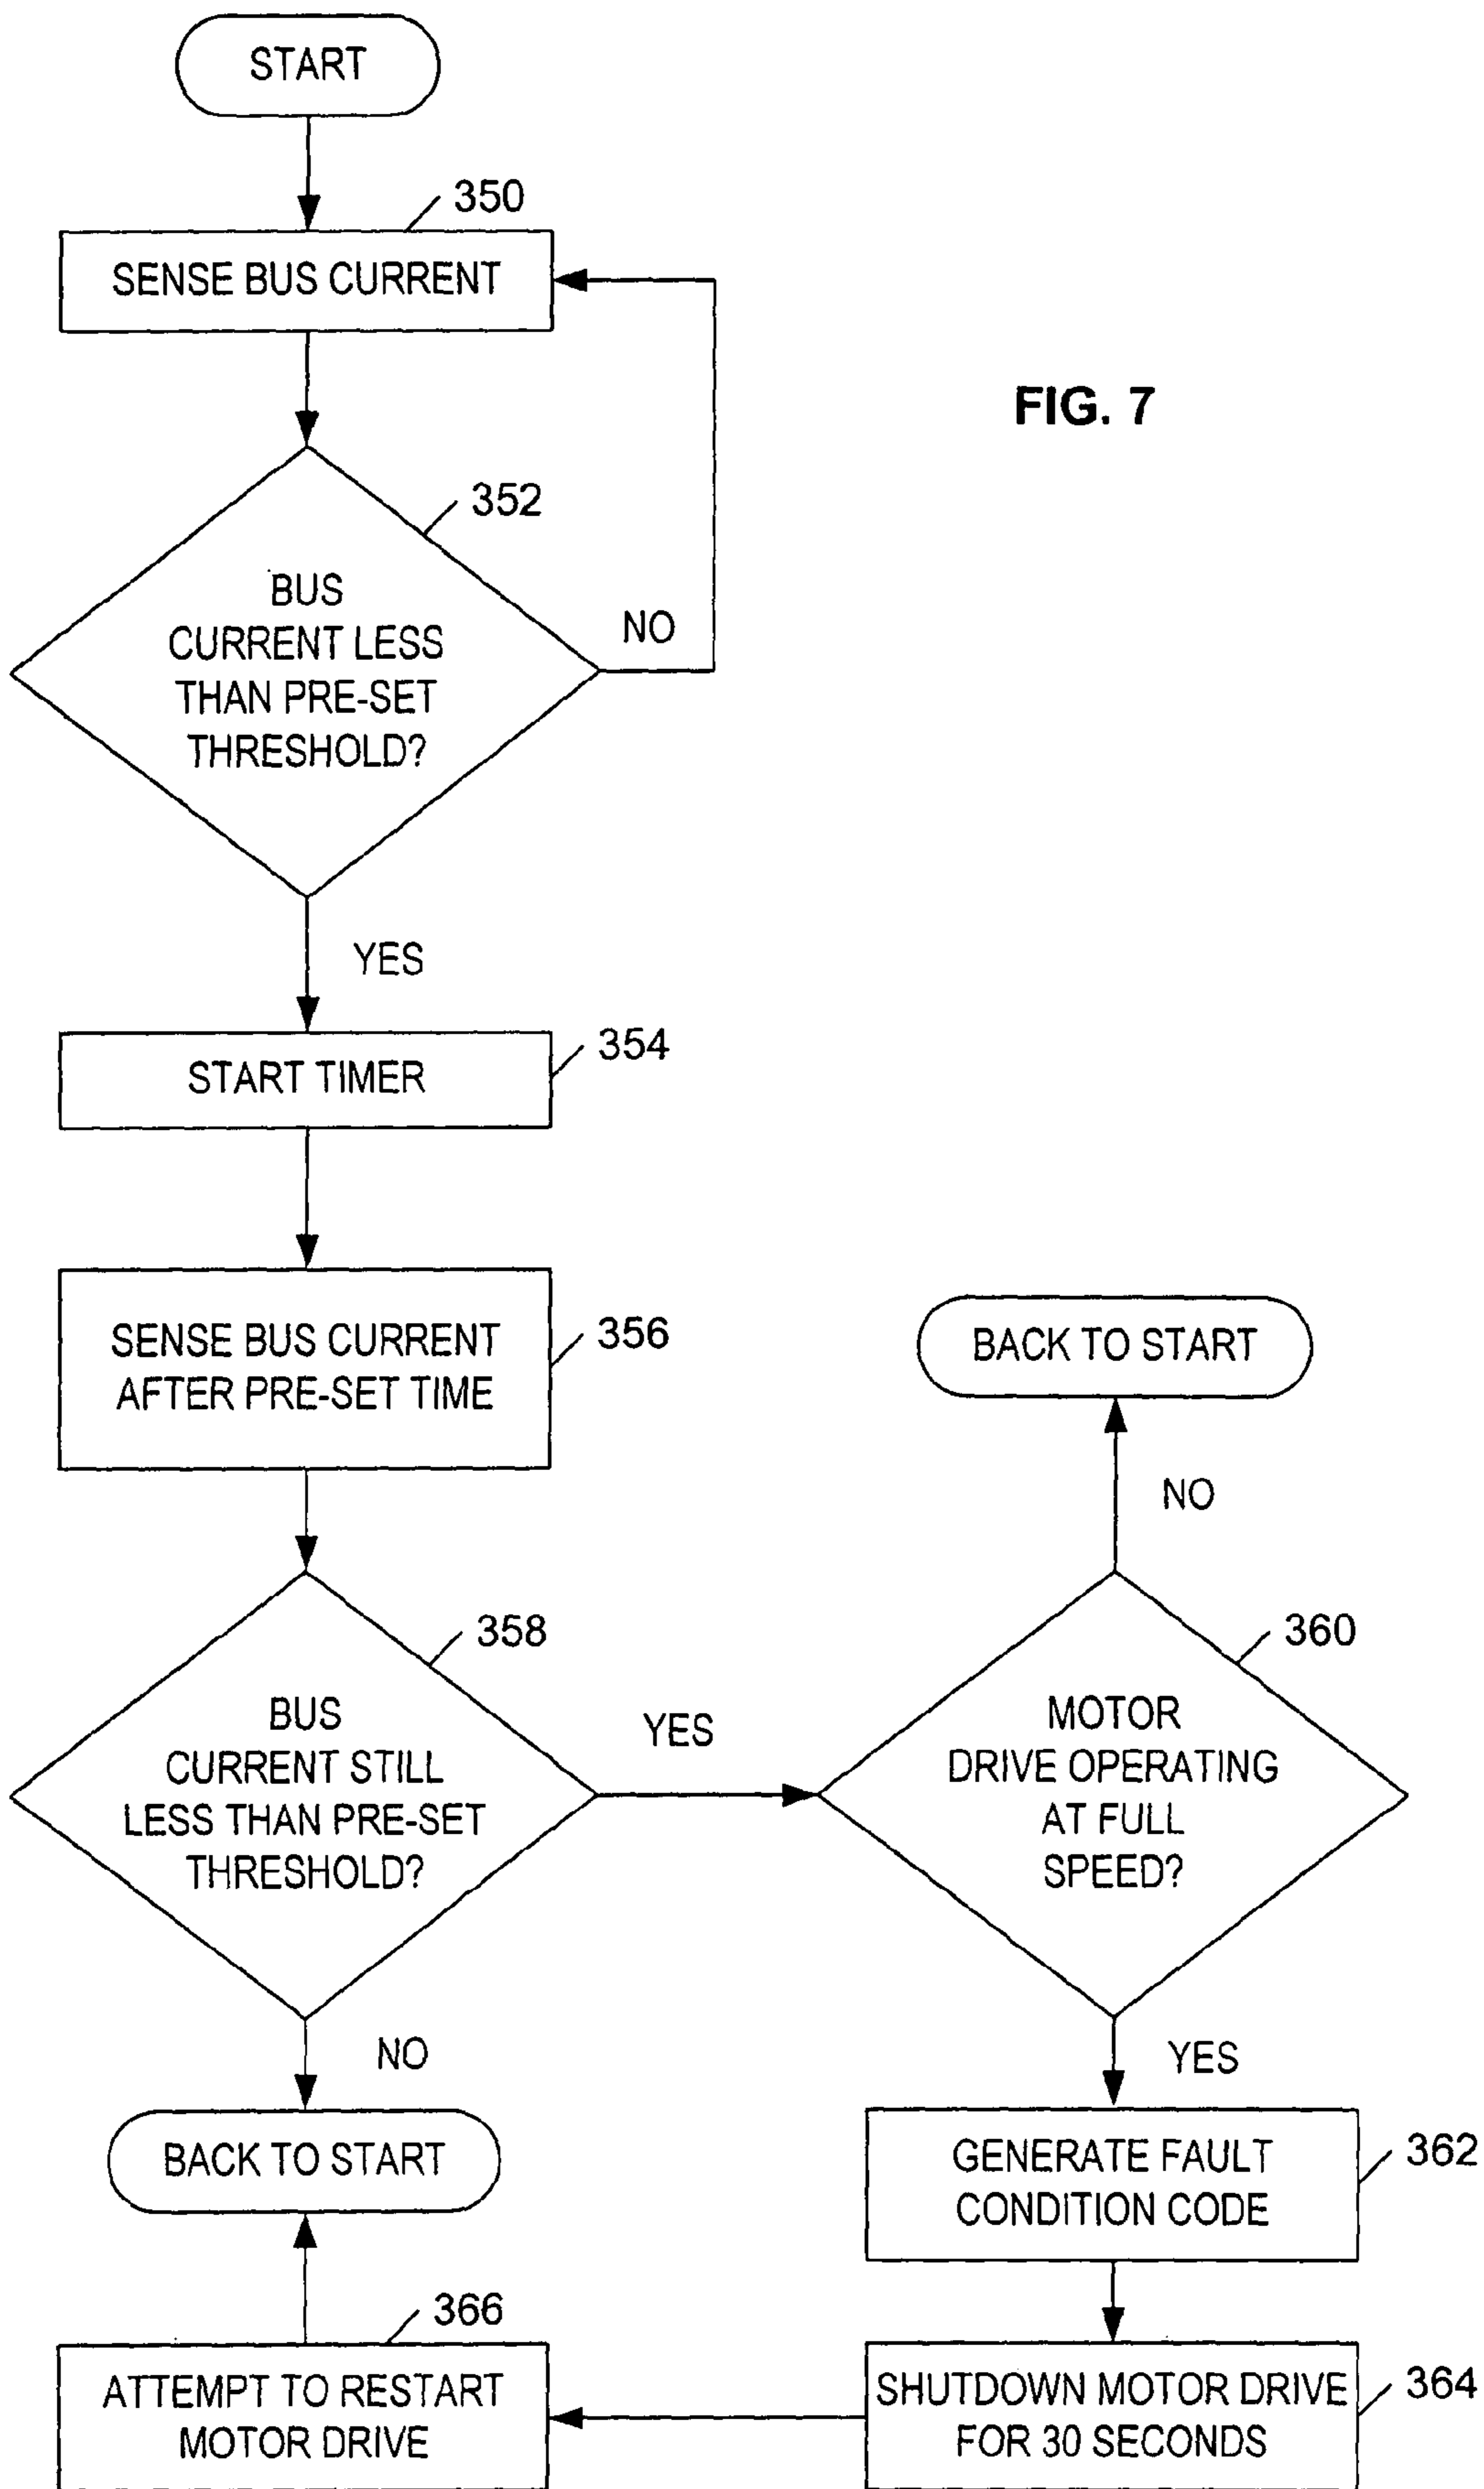 START
350
SENSE BUS CURRENT
FIG. 7
352
BUS
CURRENT LESS
THAN PRE-SET
THRESHOLD?
NO
YES
354
START TIMER
356
SENSE BUS CURRENT
AFTER PRE-SET TIME
BACK TO START
NO
358
BUS
CURRENT STILL
LESS THAN PRE-SET
THRESHOLD?
YES
360
MOTOR
DRIVE OPERATING
AT FULL
SPEED?
NO
YES
BACK TO START
GENERATE FAULT
CONDITION CODE
362
366
ATTEMPT TO RESTART
MOTOR DRIVE
SHUTDOWN MOTOR DRIVE
FOR 30 SECONDS
364